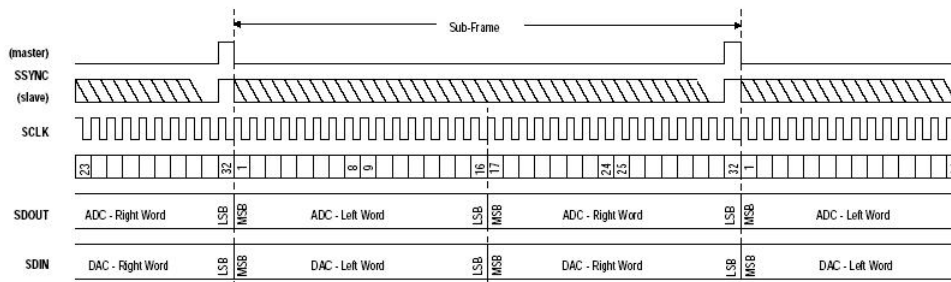 Sub-Frame
(master)
SSYNC
(slave)
SCLK
23 32 1 8 9 16 17 24 25 32 1
SDOUT ADC - Right Word LSB MSB ADC - Left Word LSB MSB ADC - Right Word LSB MSB ADC - Left Word
SDIN DAC - Right Word LSB MSB DAC - Left Word LSB MSB DAC - Right Word LSB MSB DAC - Left Word